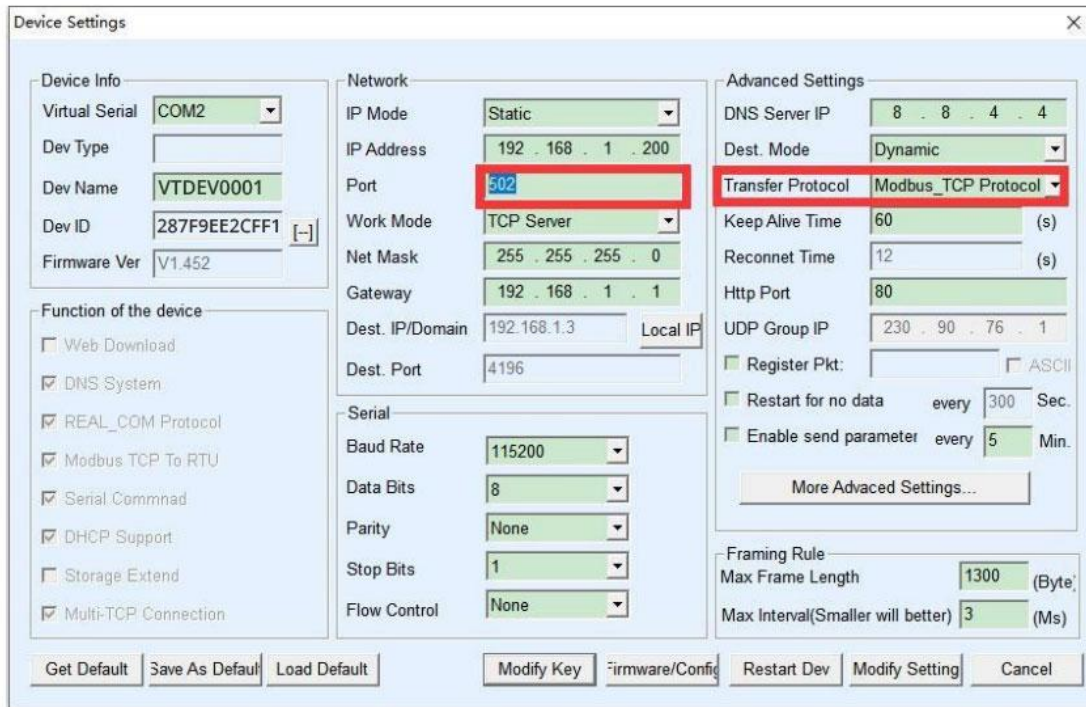 Device Settings
Device Info
Virtual Serial COM2
Dev Type
Dev Name VTDEV0001
Dev ID 287F9EE2CFF1 [--]
Firmware Ver V1.452
Function of the device
Web Download
DNS System
REAL_COM Protocol
Modbus TCP To RTU
Serial Commnad
DHCP Support
Storage Extend
Multi-TCP Connection
Network
IP Mode Static
IP Address 192 . 168 . 1 . 200
Port 502
Work Mode TCP Server
Net Mask 255 . 255 . 255 . 0
Gateway 192 . 168 . 1 . 1
Dest. IP/Domain 192.168.1.3 Local IP
Dest. Port 4196
Serial
Baud Rate 115200
Data Bits 8
Parity None
Stop Bits 1
Flow Control None
Advanced Settings
DNS Server IP 8 . 8 . 4 . 4
Dest. Mode Dynamic
Transfer Protocol Modbus_TCP Protocol
Keep Alive Time 60 (s)
Reconnet Time 12 (s)
Http Port 80
UDP Group IP 230 . 90 . 76 . 1
Register Pkt: ASCII
Restart for no data every 300 Sec.
Enable send parameter every 5 Min.
More Advaced Settings...
Framing Rule
Max Frame Length 1300 (Byte)
Max Interval(Smaller will better) 3 (Ms)
Get Default Save As Default Load Default Modify Key Firmware/Config Restart Dev Modify Setting Cancel